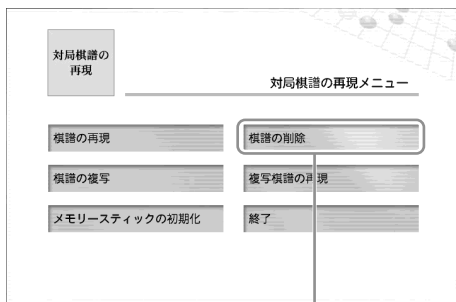 対局棋譜の
再現
対局棋譜の再現メニュー
棋譜の再現
棋譜の削除
棋譜の複写
複写棋譜の再現
メモリースティックの初期化
終了